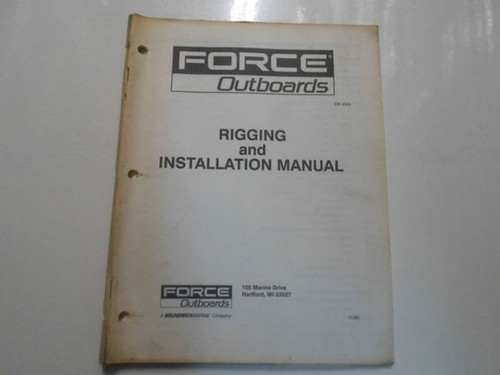 FORCE®
Outboards
RIGGING
and
INSTALLATION MANUAL
FORCE
Outboards
105 Marine Drive
Hartford, WI 53027
A BRUNSWICK MARINE Company